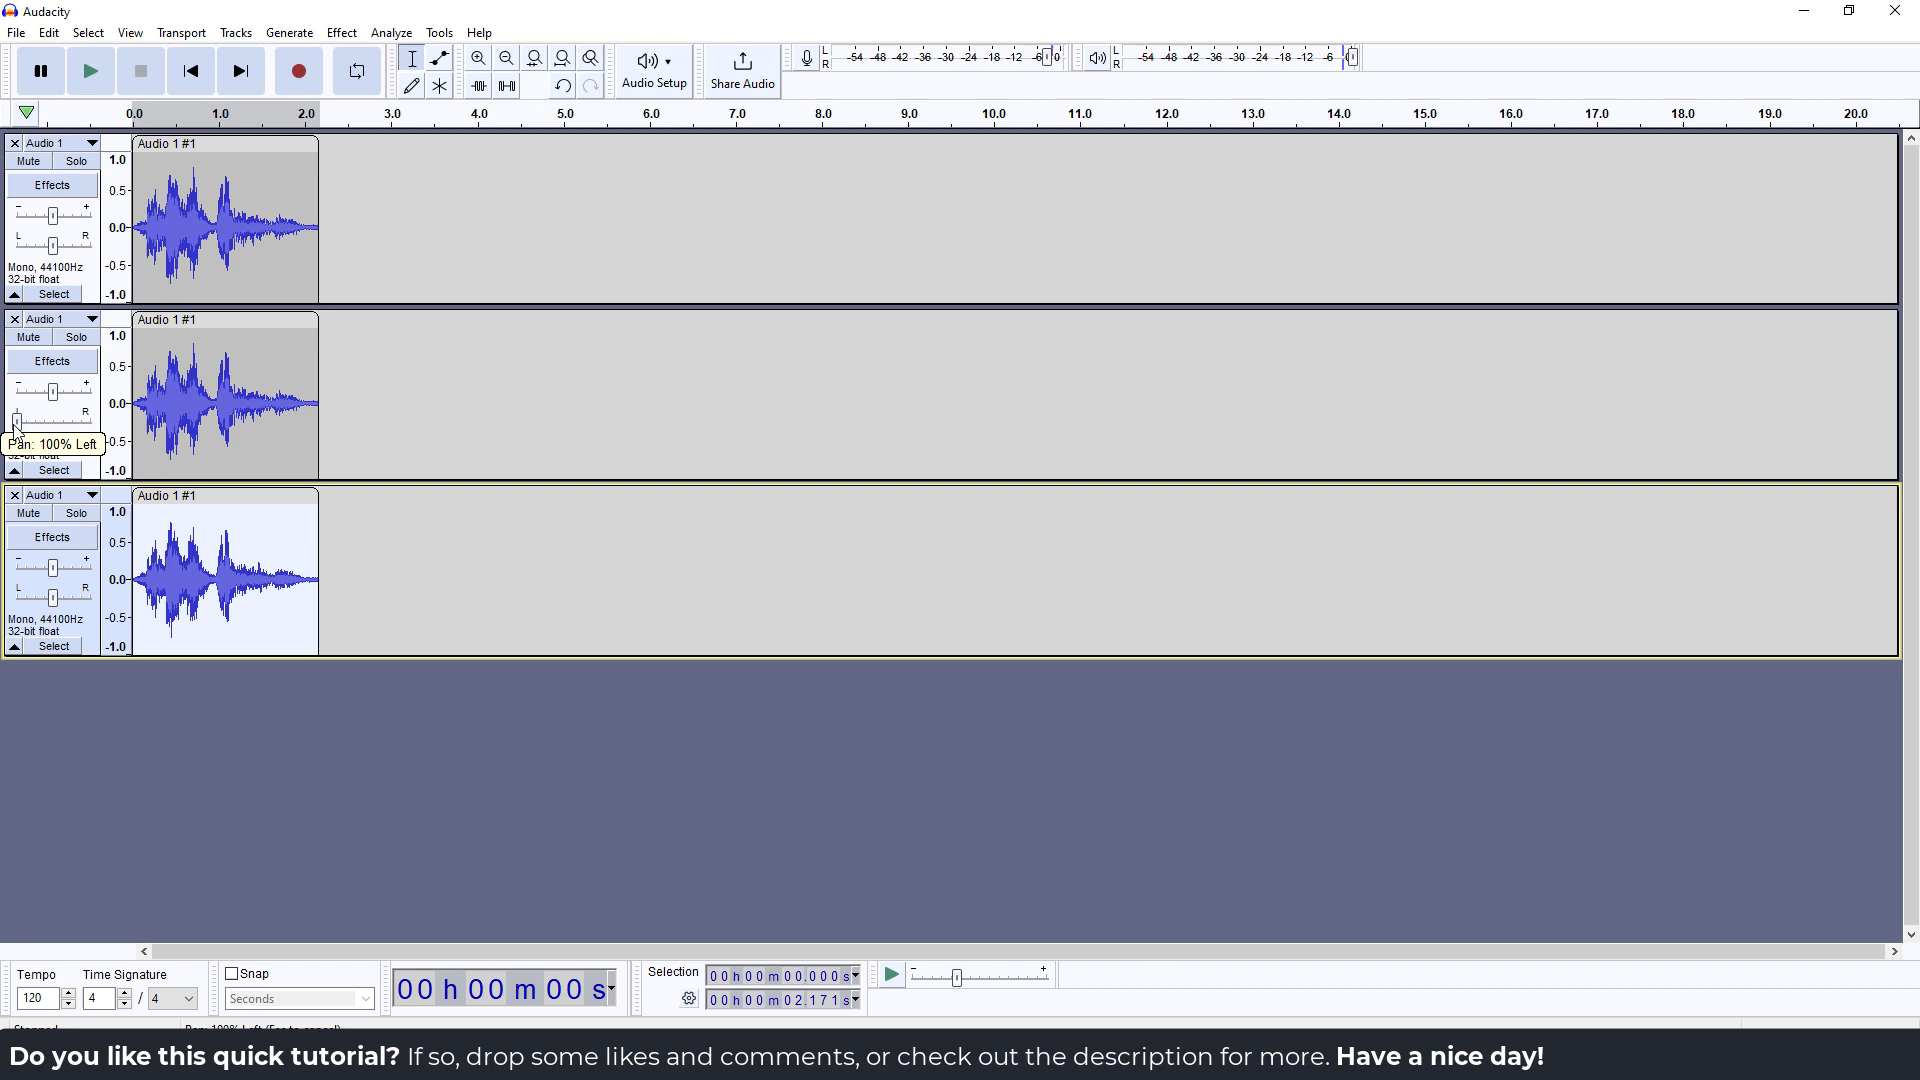 Audacity
File Edit Select View Transport Tracks Generate Effect Analyze Tools Help
Audio Setup
Share Audio
L R -54 -48 -42 -36 -30 -24 -18 -12 -6 0
L R -54 -48 -42 -36 -30 -24 -18 -12 -6 0
0.0 1.0 2.0 3.0 4.0 5.0 6.0 7.0 8.0 9.0 10.0 11.0 12.0 13.0 14.0 15.0 16.0 17.0 18.0 19.0 20.0
Audio 1 Audio 1 #1
Mute Solo 1.0
Effects 0.5
- +
0.0
L R
Mono, 44100Hz -0.5
32-bit float
Select -1.0
Audio 1 Audio 1 #1
Mute Solo 1.0
Effects 0.5
- +
0.0
L R
Pan: 100% Left -0.5
32-bit float
Select -1.0
Audio 1 Audio 1 #1
Mute Solo 1.0
Effects 0.5
- +
0.0
L R
Mono, 44100Hz -0.5
32-bit float
Select -1.0
Tempo Time Signature Snap Selection 00h00m00.000s - +
120 4 / 4 Seconds 00h00m00s 00h00m02.171s
Stopped. Pan: 100% Left (Esc to cancel)
Do you like this quick tutorial? If so, drop some likes and comments, or check out the description for more. Have a nice day!